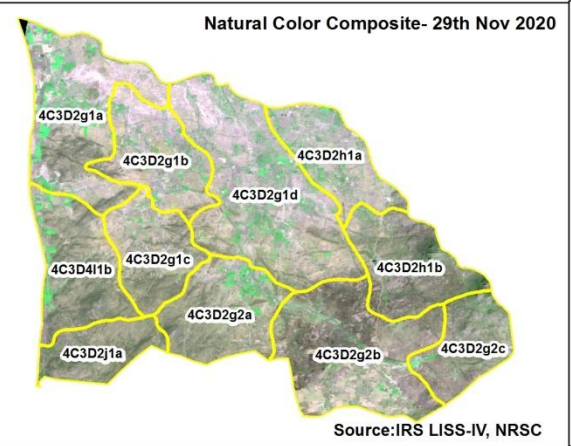 Natural Color Composite- 29th Nov 2020
4C3D2g1a
4C3D2g1b
4C3D2h1a
4C3D2g1d
4C3D2g1c
4C3D4l1b
4C3D2h1b
4C3D2g2a
4C3D2j1a
4C3D2g2b
4C3D2g2c
Source:IRS LISS-IV, NRSC